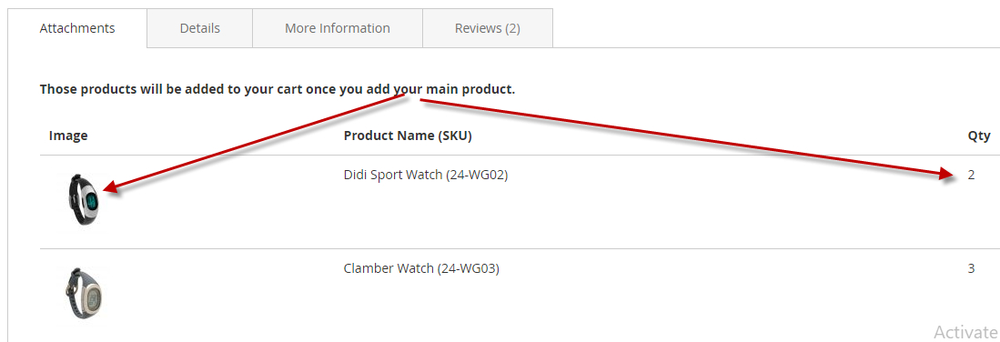 Attachments Details More Information Reviews (2)
Those products will be added to your cart once you add your main product.
Image Product Name (SKU) Qty
Didi Sport Watch (24-WG02) 2
Clamber Watch (24-WG03) 3
Activate